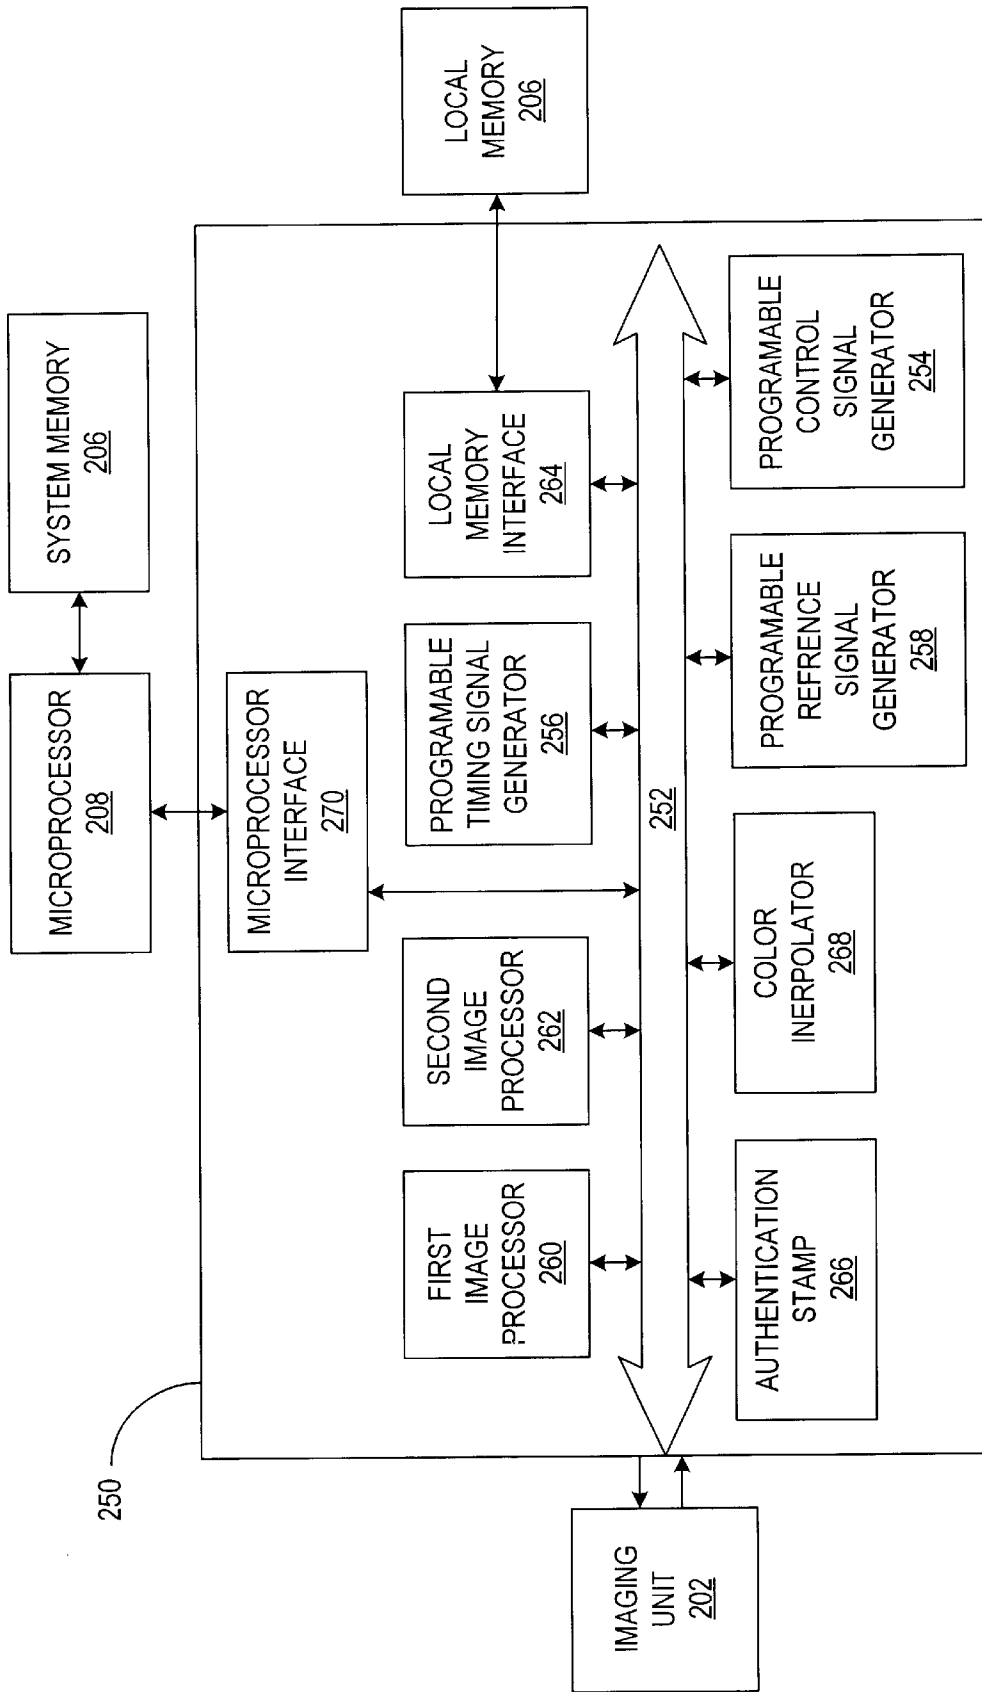 SYSTEM MEMORY
206
MICROPROCESSOR
208
LOCAL
MEMORY
206
250
MICROPROCESSOR
INTERFACE
270
FIRST
IMAGE
PROCESSOR
260
SECOND
IMAGE
PROCESSOR
262
PROGRAMABLE
TIMING SIGNAL
GENERATOR
256
LOCAL
MEMORY
INTERFACE
264
252
IMAGING
UNIT
202
AUTHENTICATION
STAMP
266
COLOR
INERPOLATOR
268
PROGRAMABLE
REFRENCE
SIGNAL
GENERATOR
258
PROGRAMABLE
CONTROL
SIGNAL
GENERATOR
254